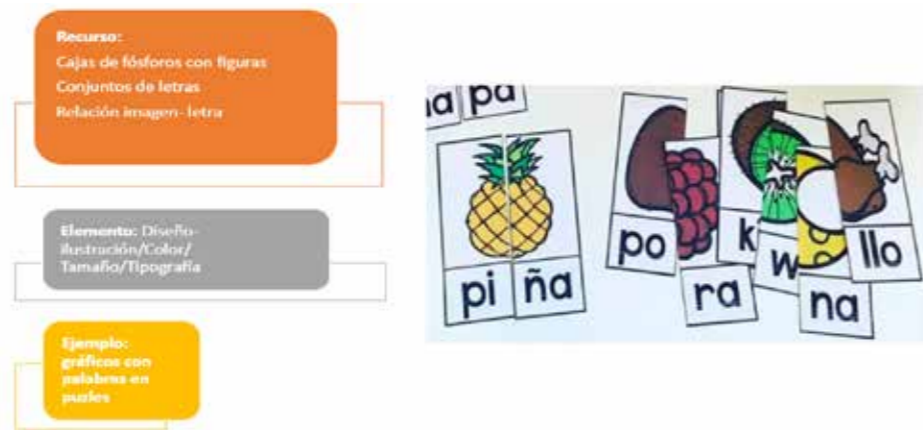 Recurso:
Cajas de fósforos con figuras
Conjuntos de letras
Relación imagen- letra
Elemento: Diseño-
ilustración/Color/
Tamaño/Tipografía
Ejemplo:
gráficos con
palabras en
puzles
pa
pi ña
po
ra
k
w
na
llo